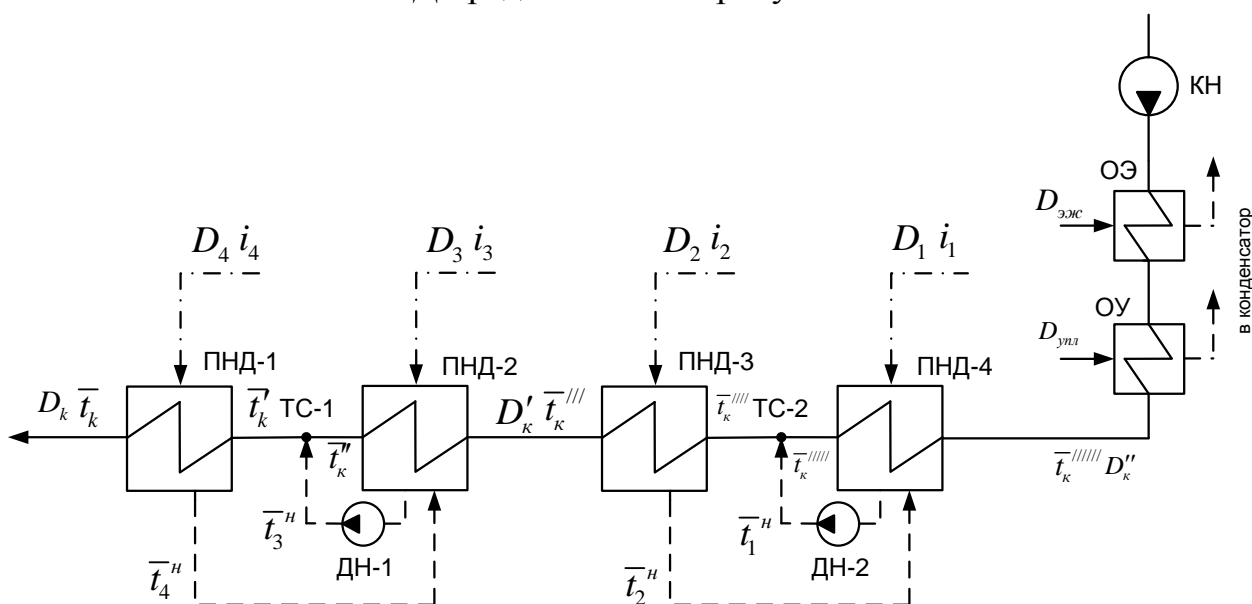 КН
ОЭ
D_эж
в конденсатор
ОУ
D_упл
D₄ i₄
D₃ i₃
D₂ i₂
D₁ i₁
ПНД-1
ПНД-2
ПНД-3
ПНД-4
D_k t̅_k
t̅'_k ТС-1
t̅''_к
D'_к t̅_к^///
t̅_к^//// ТС-2
t̅_к^/////
t̅_к^////// D''_к
t̅₃^н
ДН-1
t̅₁^н
ДН-2
t̅₄^н
t̅₂^н